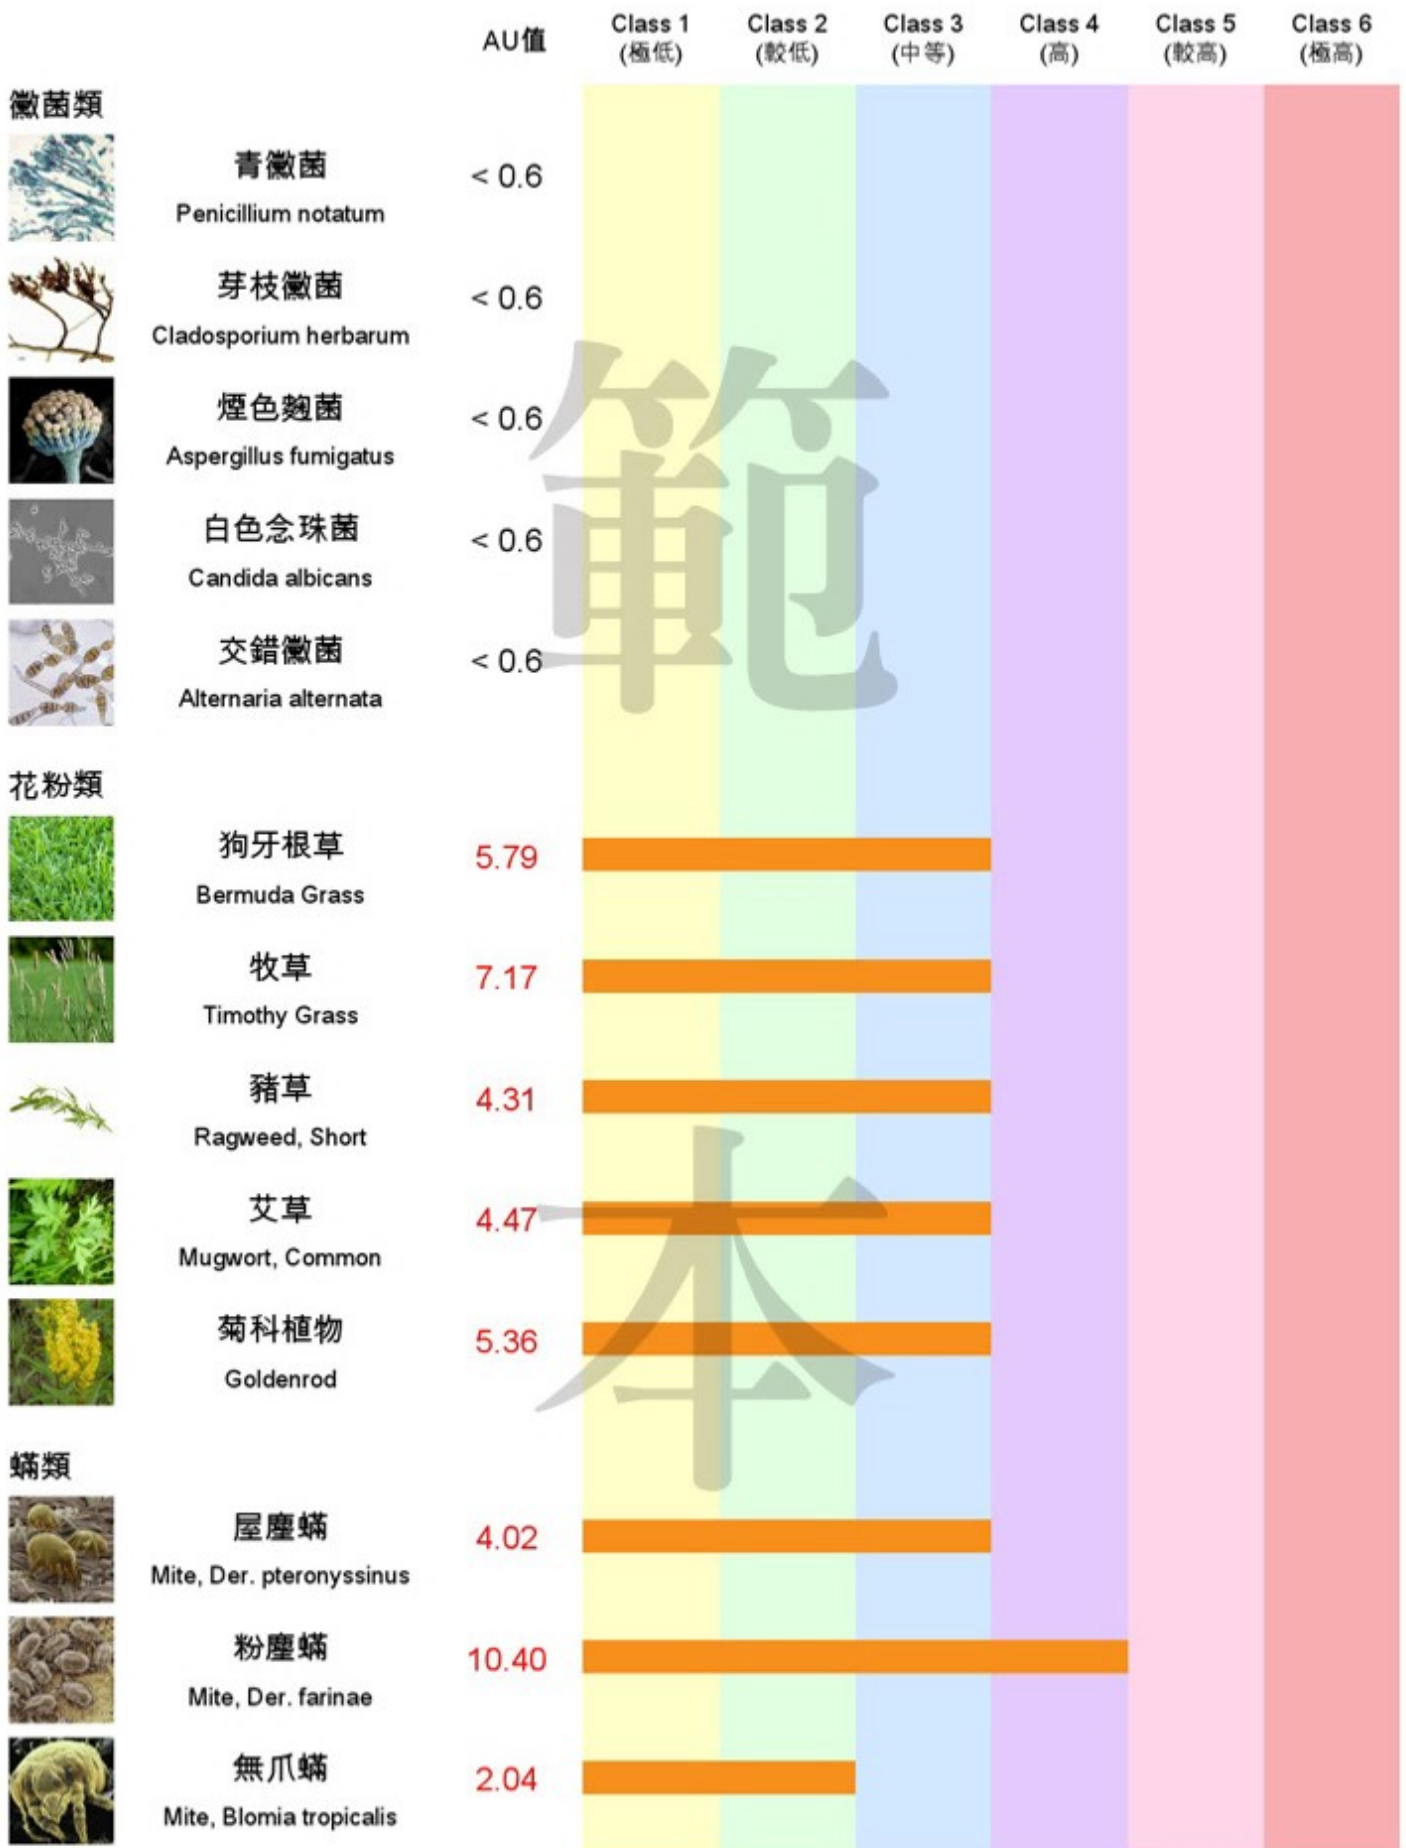 AU值
Class 1
(極低)
Class 2
(較低)
Class 3
(中等)
Class 4
(高)
Class 5
(較高)
Class 6
(極高)
黴菌類
青黴菌
< 0.6
Penicillium notatum
芽枝黴菌
< 0.6
Cladosporium herbarum
煙色麴菌
< 0.6
Aspergillus fumigatus
白色念珠菌
< 0.6
Candida albicans
交錯黴菌
< 0.6
Alternaria alternata
花粉類
狗牙根草
5.79
Bermuda Grass
牧草
7.17
Timothy Grass
豬草
4.31
Ragweed, Short
艾草
4.47
Mugwort, Common
菊科植物
5.36
Goldenrod
蟎類
屋塵蟎
4.02
Mite, Der. pteronyssinus
粉塵蟎
10.40
Mite, Der. farinae
無爪蟎
2.04
Mite, Blomia tropicalis
範
本